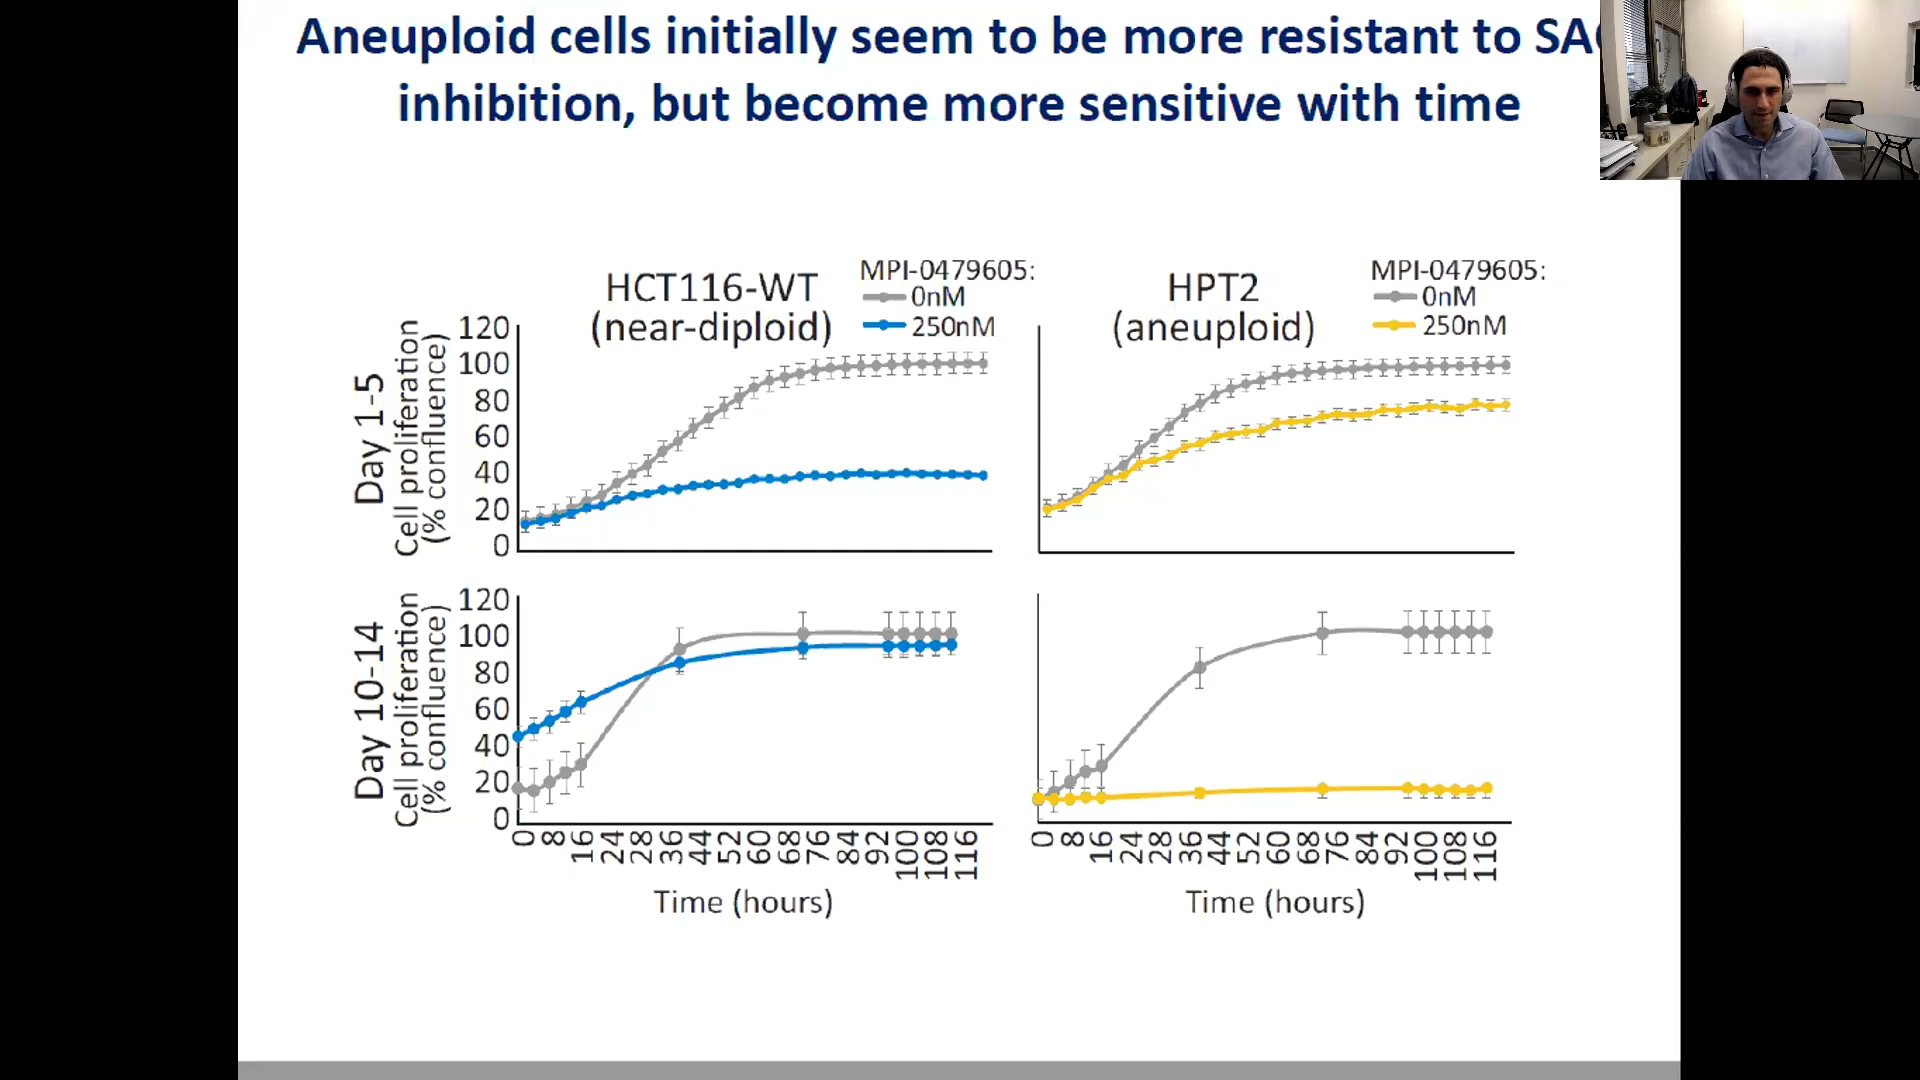 Aneuploid cells initially seem to be more resistant to SA
inhibition, but become more sensitive with time
HCT116-WT
(near-diploid)
MPI-0479605:
0nM
250nM
HPT2
(aneuploid)
MPI-0479605:
0nM
250nM
Day 1-5
Cell proliferation
(% confluence)
120
100
80
60
40
20
0
Day 10-14
Cell proliferation
(% confluence)
120
100
80
60
40
20
0
0 8 16 24 28 36 44 52 60 68 76 84 92 100 108 116
Time (hours)
0 8 16 24 28 36 44 52 60 68 76 84 92 100 108 116
Time (hours)